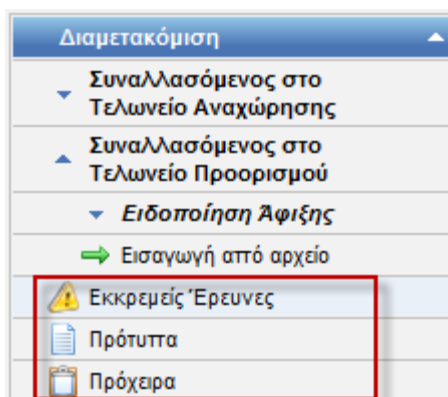 Διαμετακόμιση
Συναλλασόμενος στο
Τελωνείο Αναχώρησης
Συναλλασόμενος στο
Τελωνείο Προορισμού
Ειδοποίηση Άφιξης
Εισαγωγή από αρχείο
Εκκρεμείς Έρευνες
Πρότυπα
Πρόχειρα